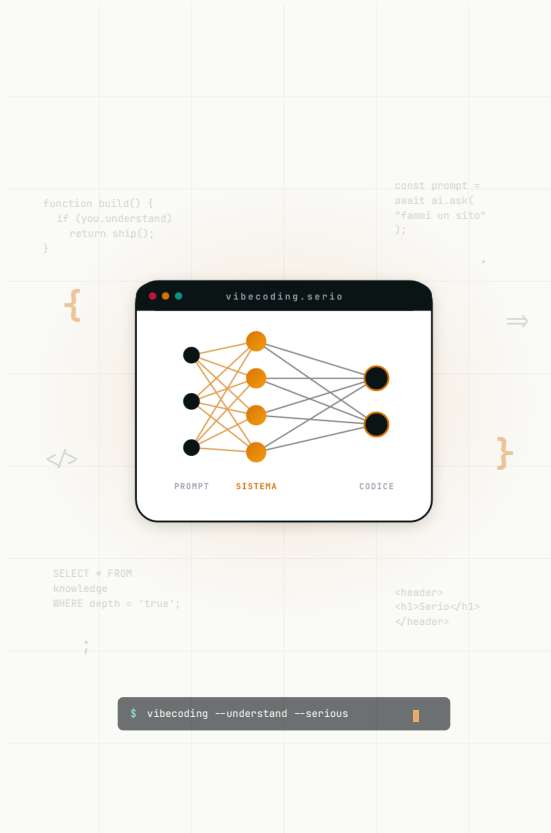 const prompt =
await ai.ask(
"fammi un sito"
);
function build() {
if (you.understand)
return ship();
}
.
{
vibecoding.serio
=>
PROMPT
SISTEMA
CODICE
</>
}
SELECT * FROM
knowledge
WHERE depth = 'true';
<header>
<h1>Serio</h1>
</header>
;
$ vibecoding --understand --serious